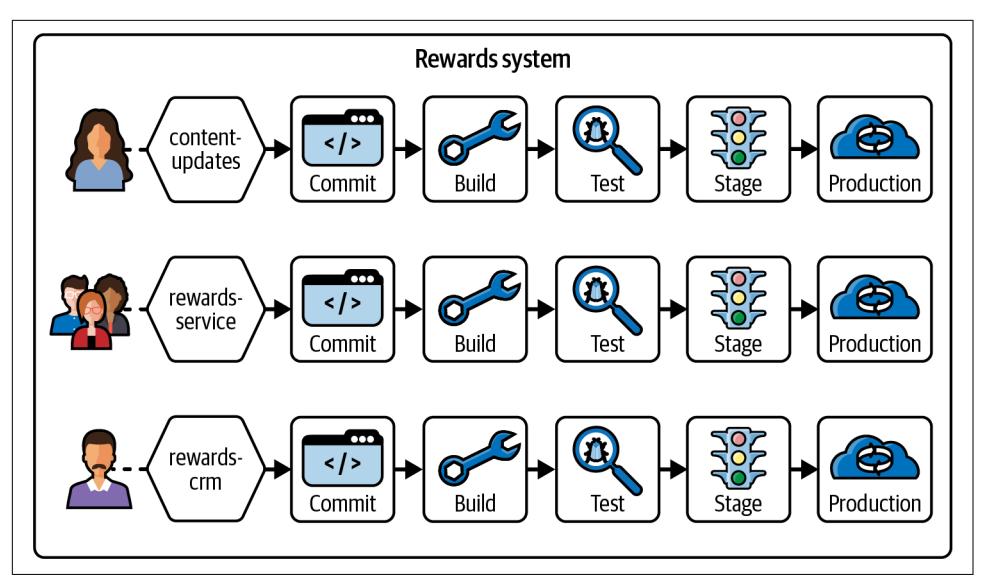 Rewards system
content-
updates
</>
Commit
Build
Test
Stage
Production
rewards-
service
</>
Commit
Build
Test
Stage
Production
rewards-
crm
</>
Commit
Build
Test
Stage
Production